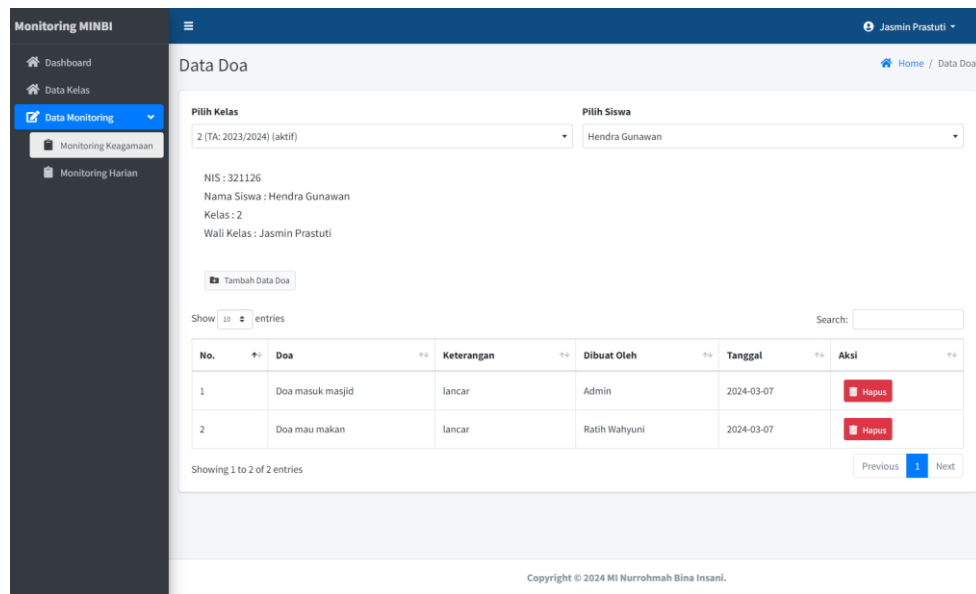 Monitoring MINBI
Jasmin Prastuti
Dashboard
Data Kelas
Data Monitoring
Monitoring Keagamaan
Monitoring Harian
Data Doa
Home / Data Doa
Pilih Kelas
Pilih Siswa
2 (TA: 2023/2024) (aktif)
Hendra Gunawan
NIS : 321126
Nama Siswa : Hendra Gunawan
Kelas : 2
Wali Kelas : Jasmin Prastuti
Tambah Data Doa
Show 10 entries
Search:
No. Doa Keterangan Dibuat Oleh Tanggal Aksi
1 Doa masuk masjid lancar Admin 2024-03-07 Hapus
2 Doa mau makan lancar Ratih Wahyuni 2024-03-07 Hapus
Showing 1 to 2 of 2 entries
Previous 1 Next
Copyright © 2024 MI Nurrohmah Bina Insani.